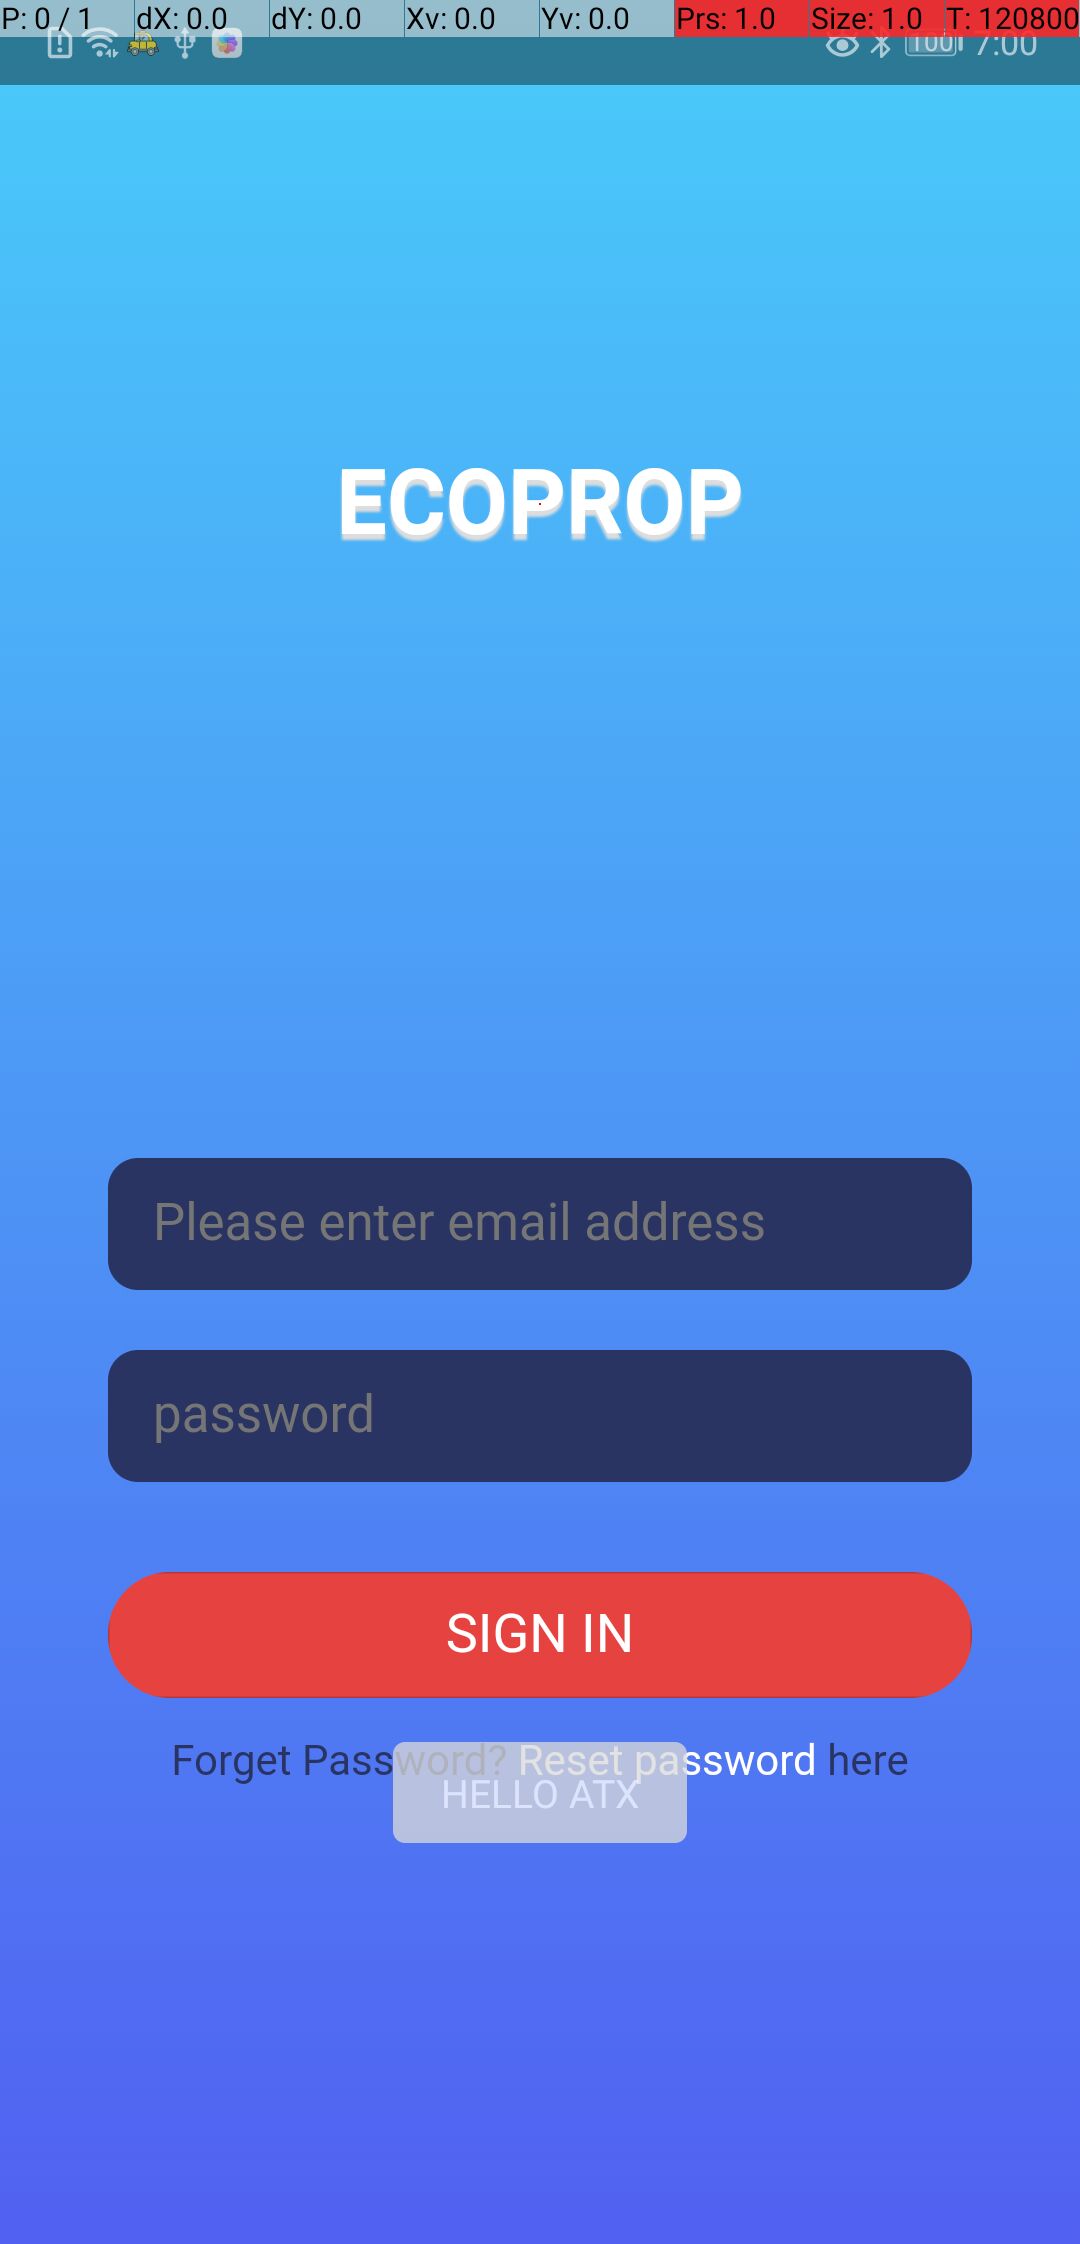 P: 0 / 1 dX: 0.0 dY: 0.0 Xv: 0.0 Yv: 0.0 Prs: 1.0 Size: 1.0 T: 120800
100 7:00
ECOPROP
Please enter email address
password
SIGN IN
Forget Password? Reset password here
HELLO ATX